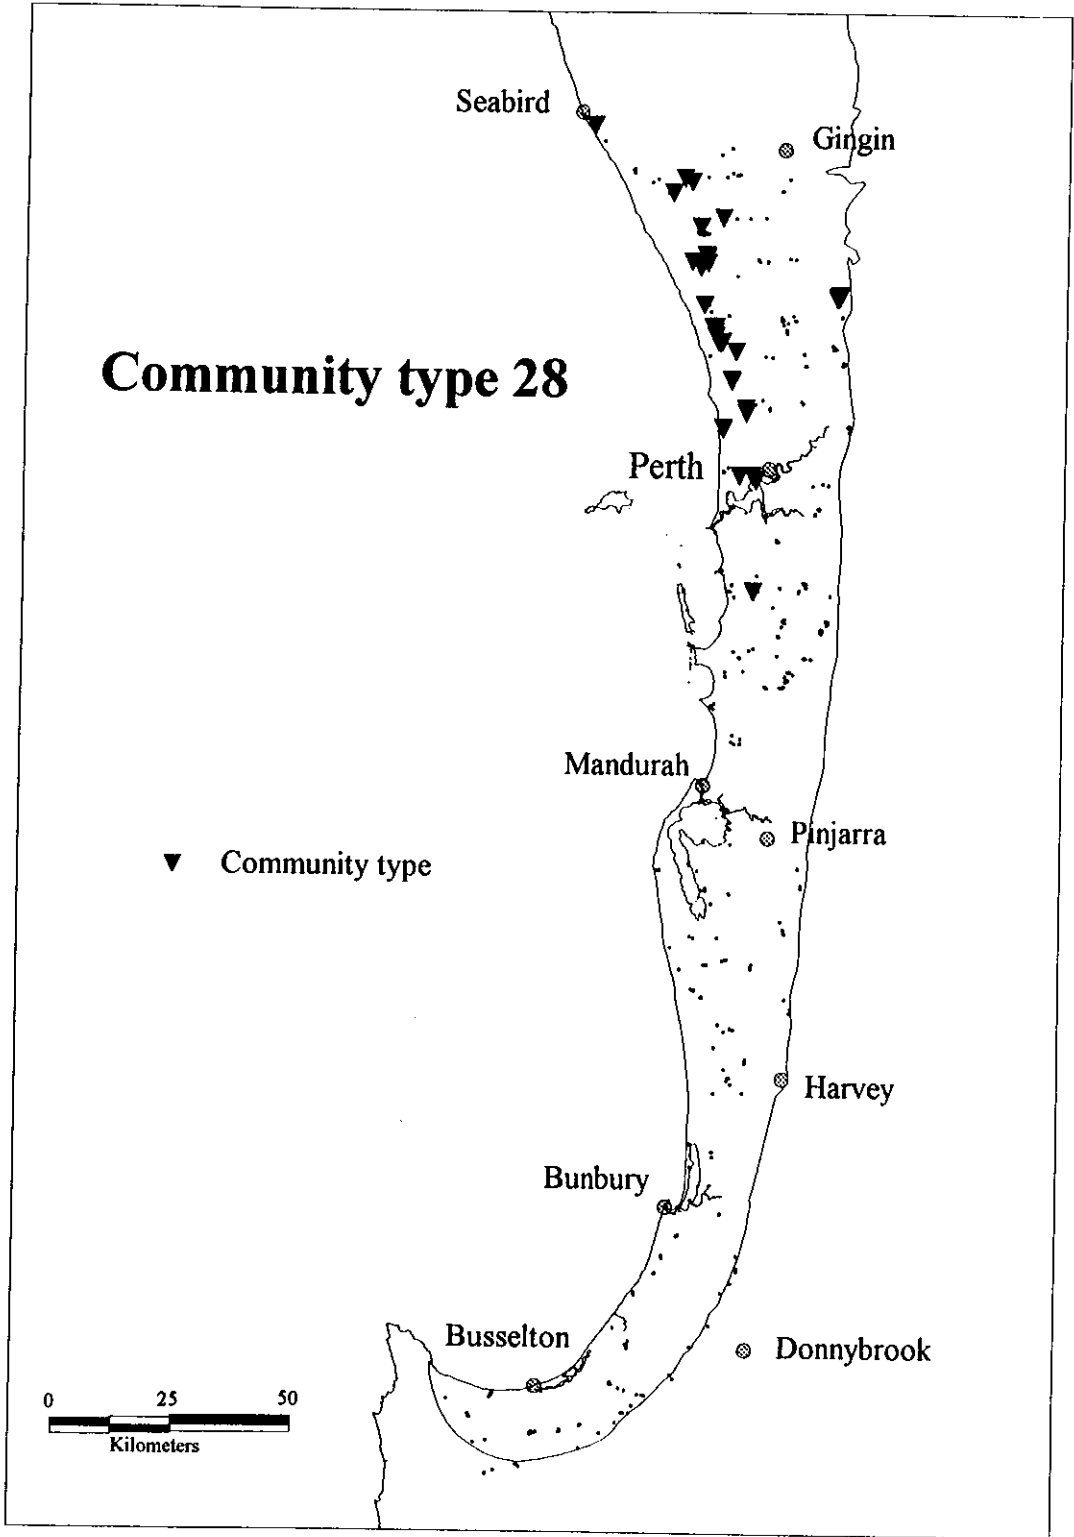 Seabird
Gingin
Community type 28
Perth
Mandurah
Pinjarra
Community type
Harvey
Bunbury
Busselton
Donnybrook
0 25 50
Kilometers